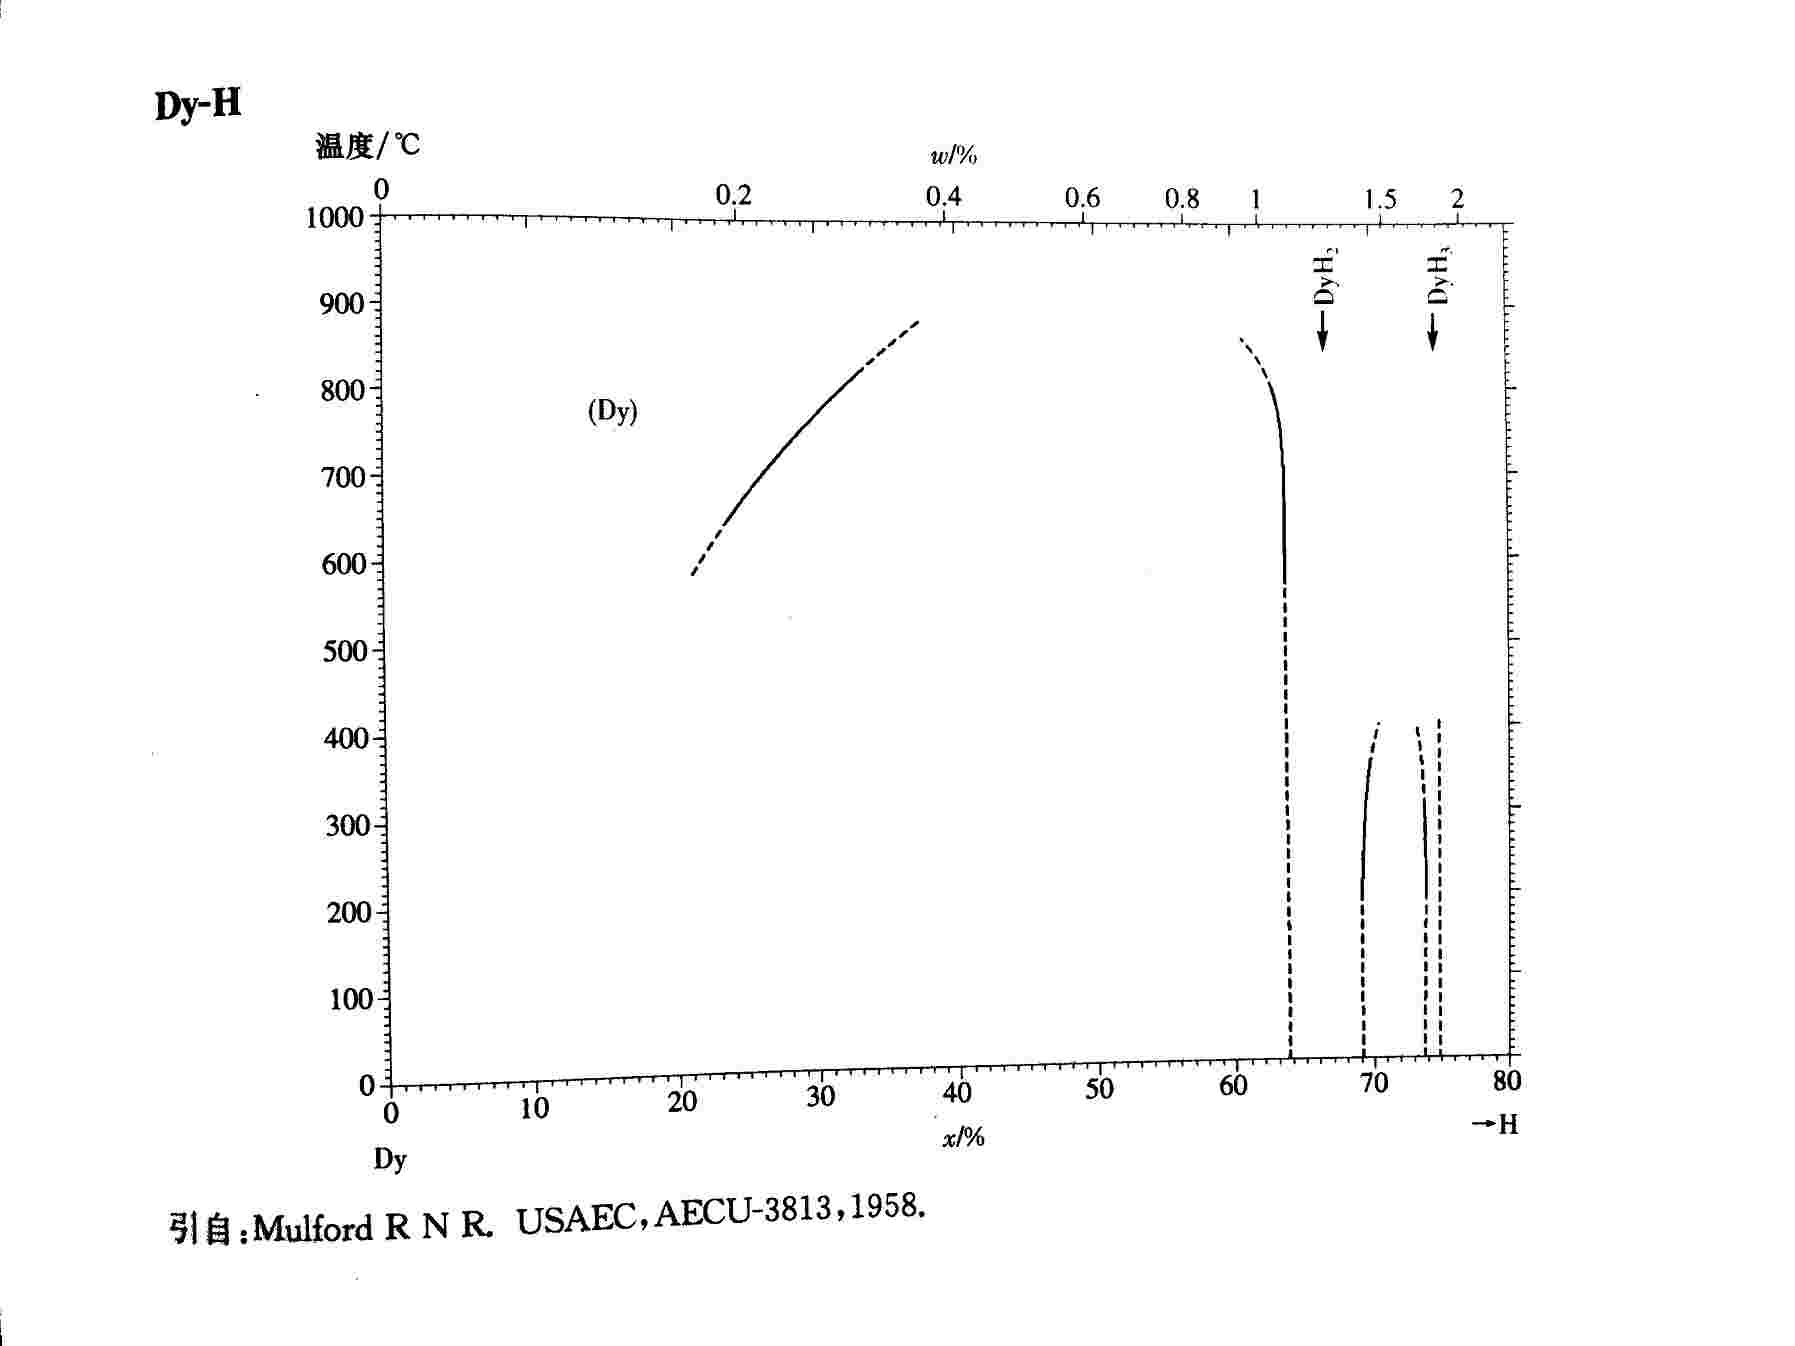 Dy-H
温度/℃
w/%
0 0.2 0.4 0.6 0.8 1 1.5 2
1000
DyH₂ DyH₃
900
800
(Dy)
700
600
500
400
300
200
100
0
0 10 20 30 40 50 60 70 80
x/% →H
Dy
引自:Mulford R N R. USAEC, AECU-3813, 1958.